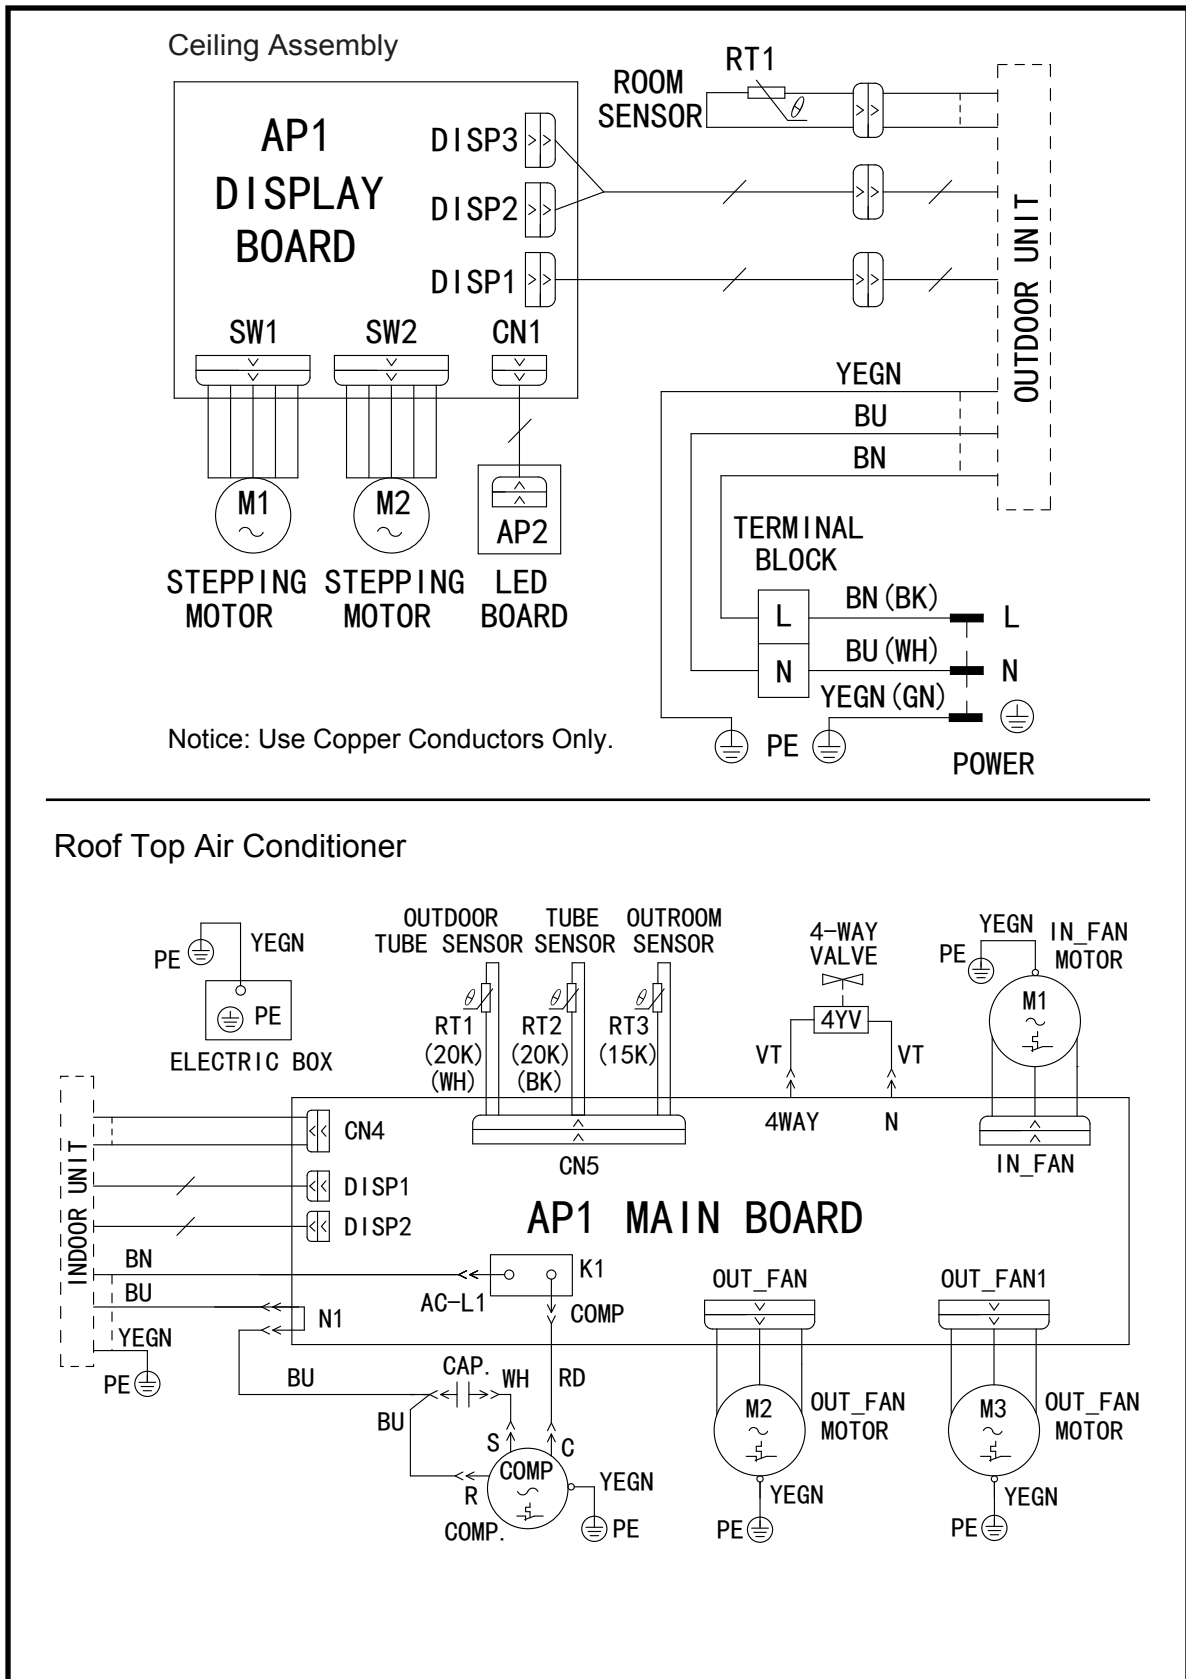 Ceiling Assembly
RT1
ROOM
SENSOR
θ
AP1
DISPLAY
BOARD
DISP3
DISP2
DISP1
OUTDOOR UNIT
SW1
SW2
CN1
YEGN
BU
BN
M1
M2
AP2
STEPPING
MOTOR
STEPPING
MOTOR
LED
BOARD
TERMINAL
BLOCK
L
BN(BK)
L
N
BU(WH)
N
YEGN(GN)
PE
POWER
Notice: Use Copper Conductors Only.
Roof Top Air Conditioner
OUTDOOR
TUBE SENSOR
TUBE
SENSOR
OUTROOM
SENSOR
4-WAY
VALVE
YEGN
IN_FAN
MOTOR
PE
YEGN
PE
PE
ELECTRIC BOX
θ
RT1
(20K)
(WH)
θ
RT2
(20K)
(BK)
θ
RT3
(15K)
4YV
VT
VT
M1
4WAY
N
CN5
IN_FAN
INDOOR UNIT
CN4
DISP1
DISP2
AP1 MAIN BOARD
BN
BU
YEGN
PE
N1
AC-L1
K1
COMP
OUT_FAN
OUT_FAN1
BU
CAP.
WH
RD
BU
S
C
R
COMP
COMP.
YEGN
PE
M2
OUT_FAN
MOTOR
YEGN
PE
M3
OUT_FAN
MOTOR
YEGN
PE